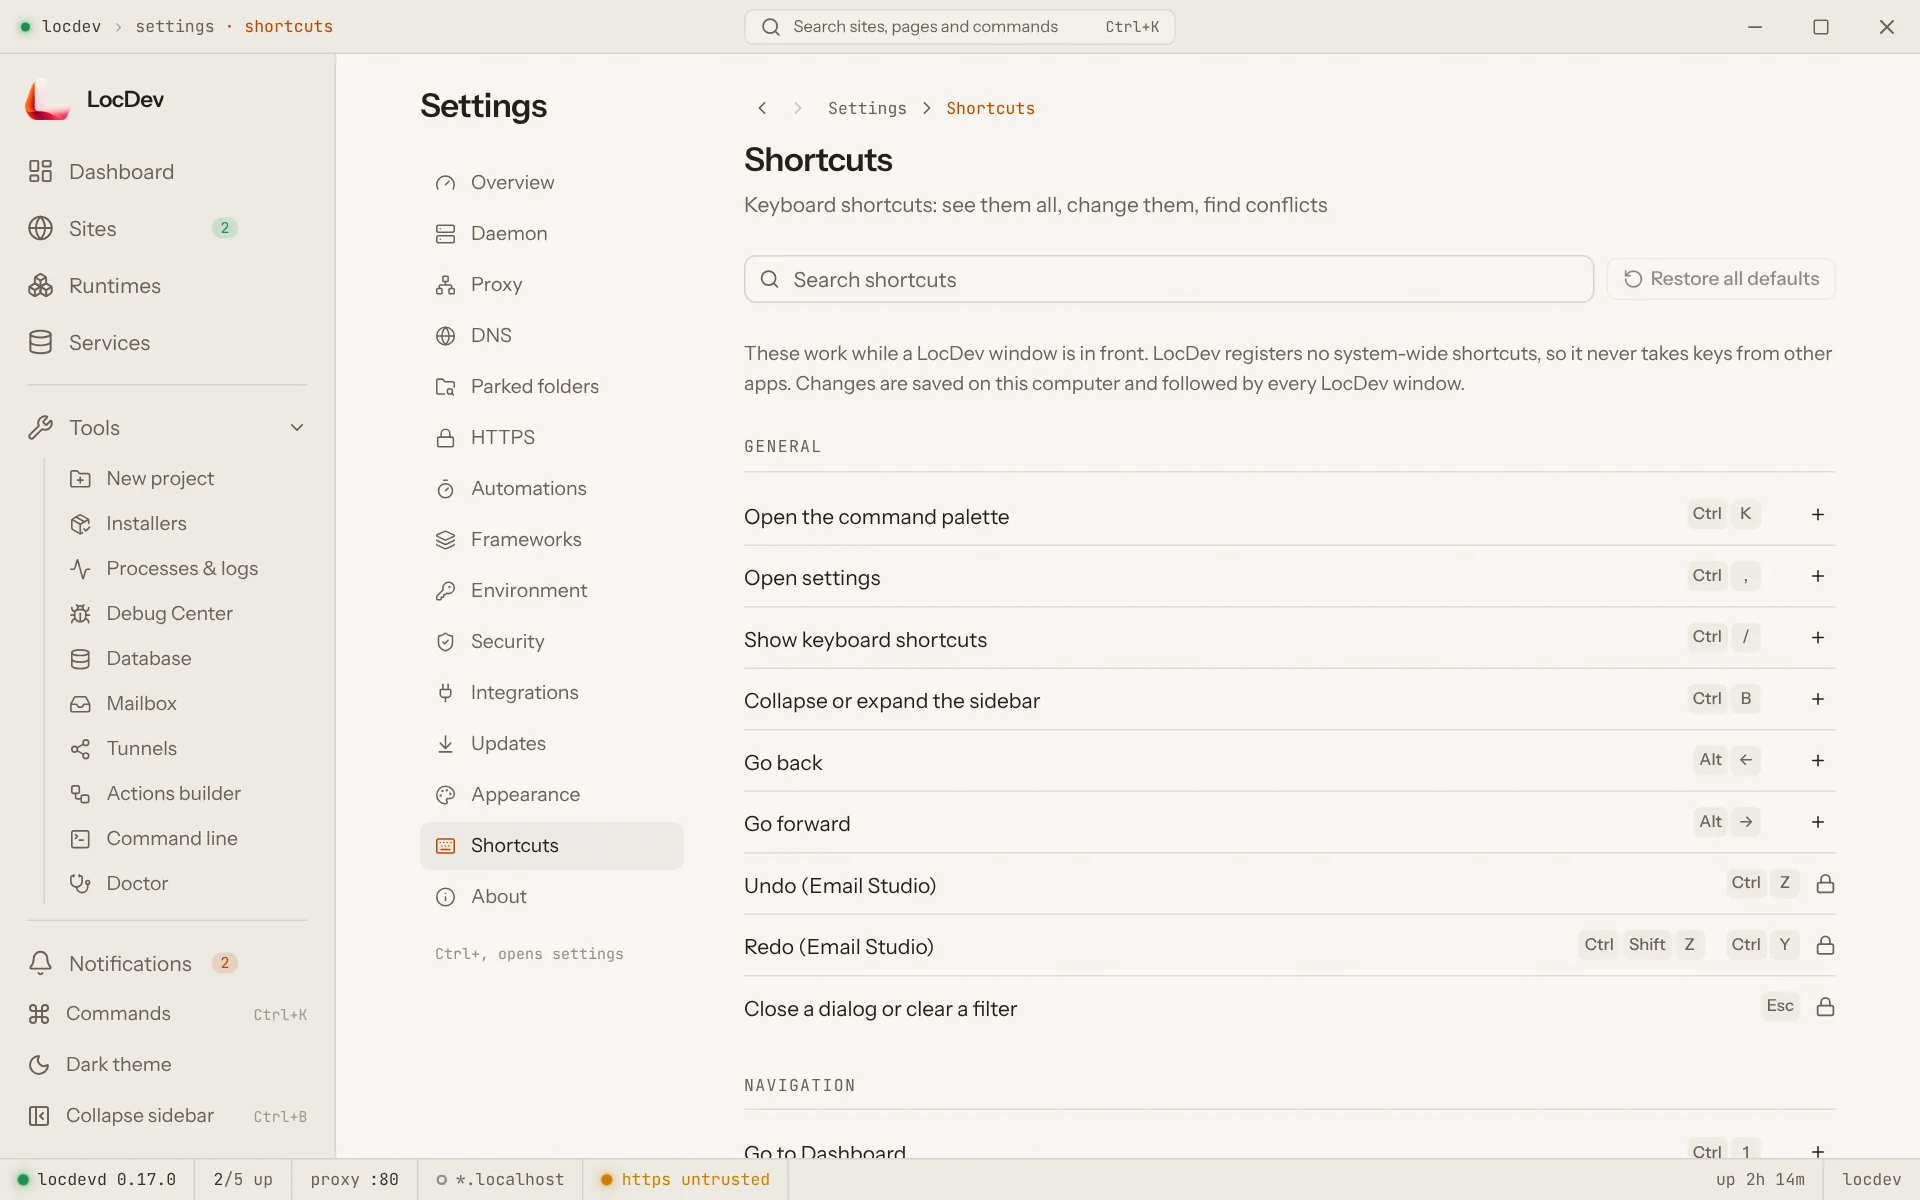 locdev › settings · shortcuts
Search sites, pages and commands Ctrl+K
LocDev
Dashboard
Sites 2
Runtimes
Services
Tools
New project
Installers
Processes & logs
Debug Center
Database
Mailbox
Tunnels
Actions builder
Command line
Doctor
Notifications 2
Commands Ctrl+K
Dark theme
Collapse sidebar Ctrl+B
Settings
Overview
Daemon
Proxy
DNS
Parked folders
HTTPS
Automations
Frameworks
Environment
Security
Integrations
Updates
Appearance
Shortcuts
About
Ctrl+, opens settings
Settings > Shortcuts
Shortcuts
Keyboard shortcuts: see them all, change them, find conflicts
Search shortcuts
Restore all defaults
These work while a LocDev window is in front. LocDev registers no system-wide shortcuts, so it never takes keys from other
apps. Changes are saved on this computer and followed by every LocDev window.
GENERAL
Open the command palette Ctrl K +
Open settings Ctrl , +
Show keyboard shortcuts Ctrl / +
Collapse or expand the sidebar Ctrl B +
Go back Alt ← +
Go forward Alt → +
Undo (Email Studio) Ctrl Z
Redo (Email Studio) Ctrl Shift Z Ctrl Y
Close a dialog or clear a filter Esc
NAVIGATION
Go to Dashboard Ctrl 1 +
locdevd 0.17.0 2/5 up proxy :80 *.localhost https untrusted up 2h 14m locdev